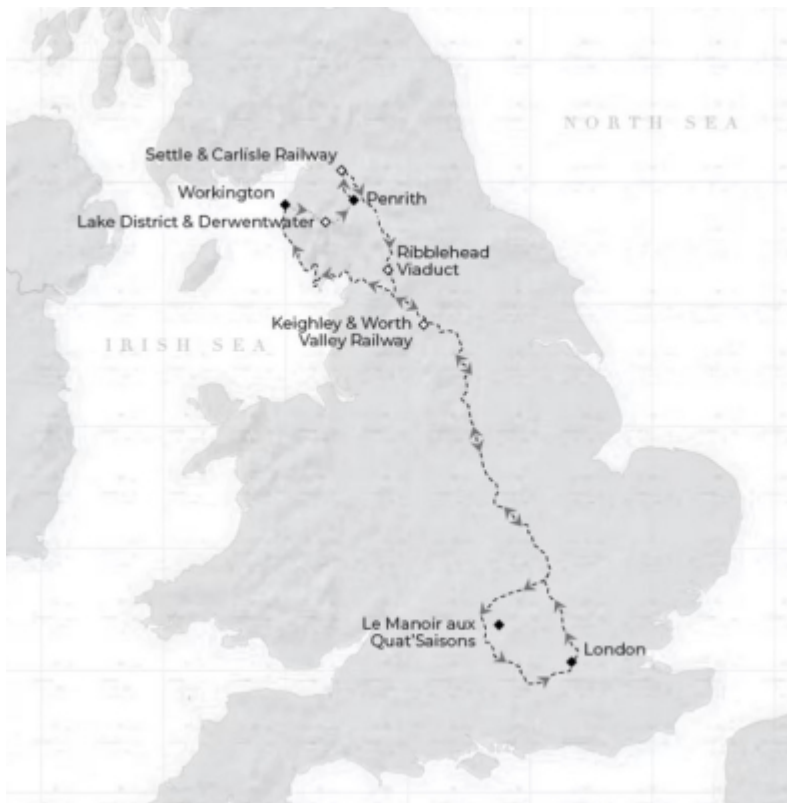 NORTH SEA
Settle & Carlisle Railway
Workington
Penrith
Lake District & Derwentwater
Ribblehead
Viaduct
Keighley & Worth
Valley Railway
IRISH SEA
Le Manoir aux
Quat'Saisons
London